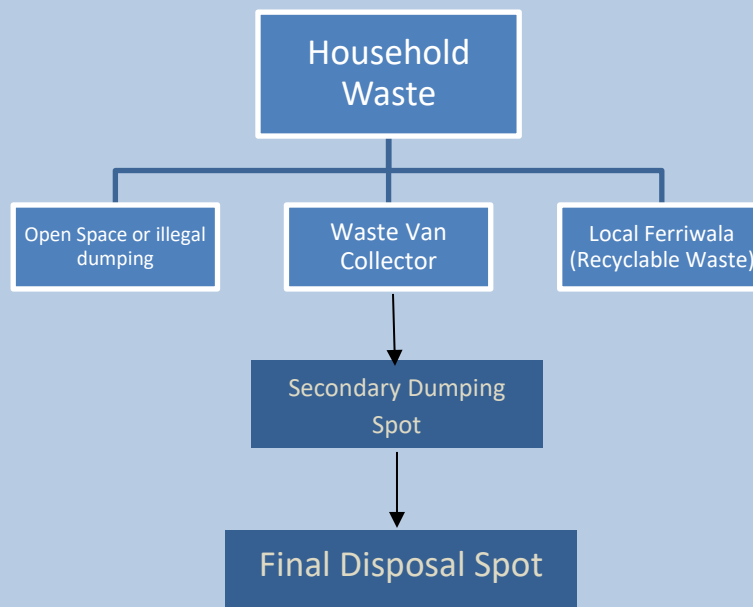 Household
Waste
Open Space or illegal
dumping
Waste Van
Collector
Local Ferriwala
(Recyclable Waste)
Secondary Dumping
Spot
Final Disposal Spot